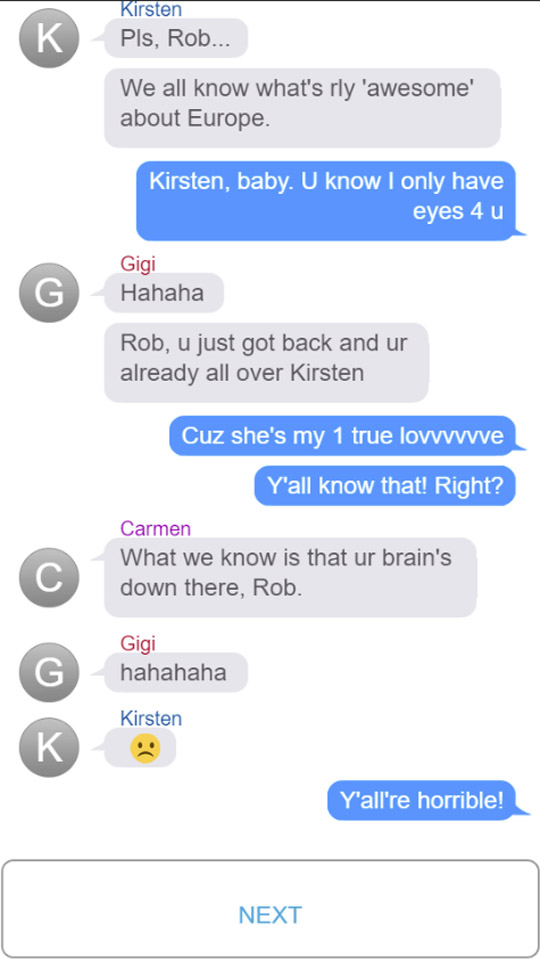 Kirsten
K
Pls, Rob...
We all know what's rly 'awesome'
about Europe.
Kirsten, baby. U know I only have
eyes 4 u
Gigi
G
Hahaha
Rob, u just got back and ur
already all over Kirsten
Cuz she's my 1 true lovvvvvve
Y'all know that! Right?
Carmen
C
What we know is that ur brain's
down there, Rob.
Gigi
G
hahahaha
Kirsten
K
☹️
Y'all're horrible!
NEXT